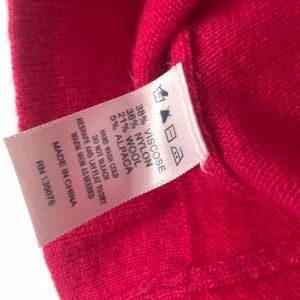 38% VISCOSE
36% NYLON
21% WOOL
5% ALPACA
HAND WASH COLD
DO NOT BLEACH
RESHAPE AND LAY FLAT TO DRY
WARM IRON AS NEEDED
MADE IN CHINA
RN 135076